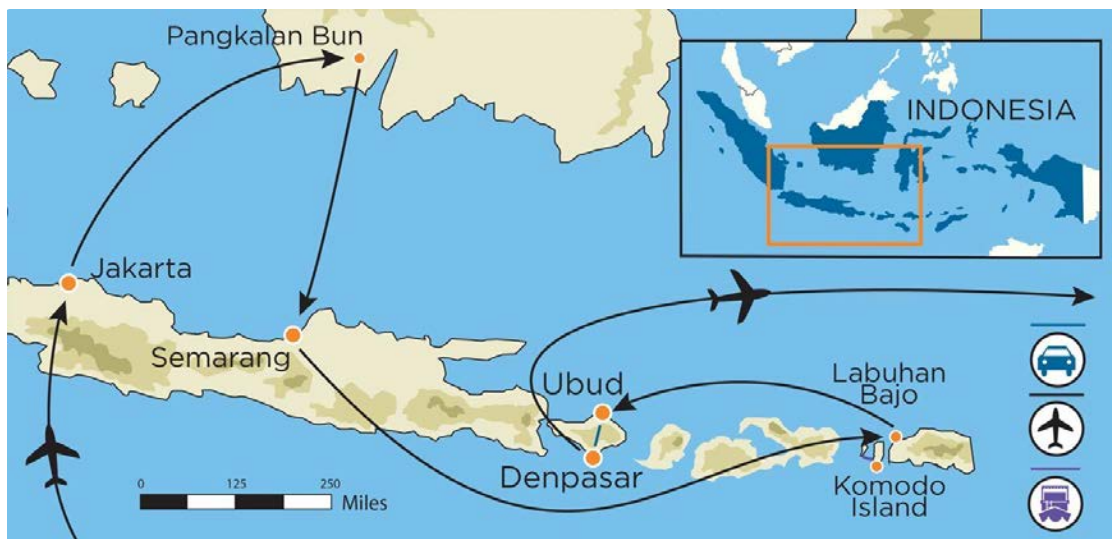 Pangkalan Bun
INDONESIA
Jakarta
Semarang
Ubud
Labuhan
Bajo
Denpasar
Komodo
Island
0 125 250
Miles